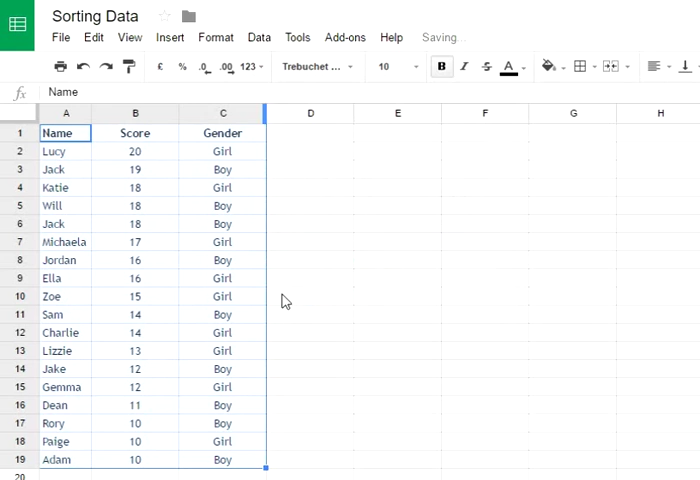 Sorting Data
File Edit View Insert Format Data Tools Add-ons Help Saving...
£ % .0 .00 123 Trebuchet ... 10 B I S A
fx Name
A B C D E F G H
1 Name Score Gender
2 Lucy 20 Girl
3 Jack 19 Boy
4 Katie 18 Girl
5 Will 18 Boy
6 Jack 18 Boy
7 Michaela 17 Girl
8 Jordan 16 Boy
9 Ella 16 Girl
10 Zoe 15 Girl
11 Sam 14 Boy
12 Charlie 14 Girl
13 Lizzie 13 Girl
14 Jake 12 Boy
15 Gemma 12 Girl
16 Dean 11 Boy
17 Rory 10 Boy
18 Paige 10 Girl
19 Adam 10 Boy
20